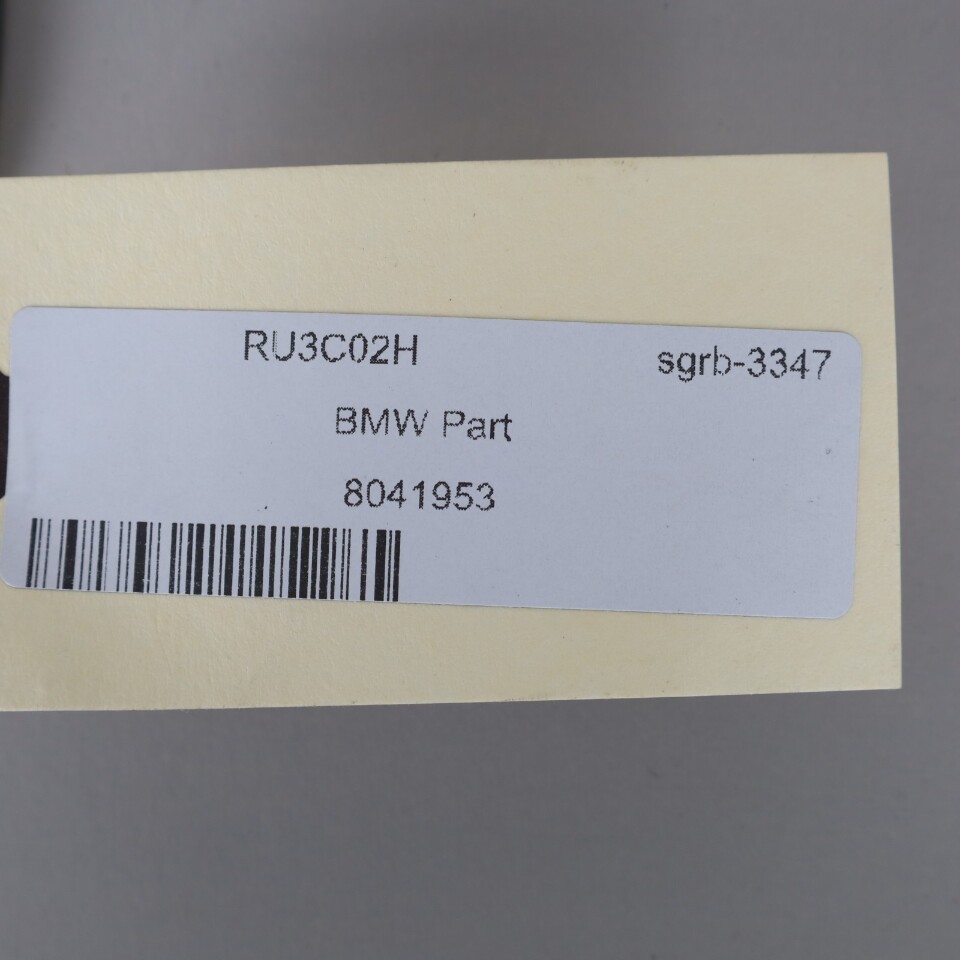 RU3C02H sgrb-3347
BMW Part
8041953